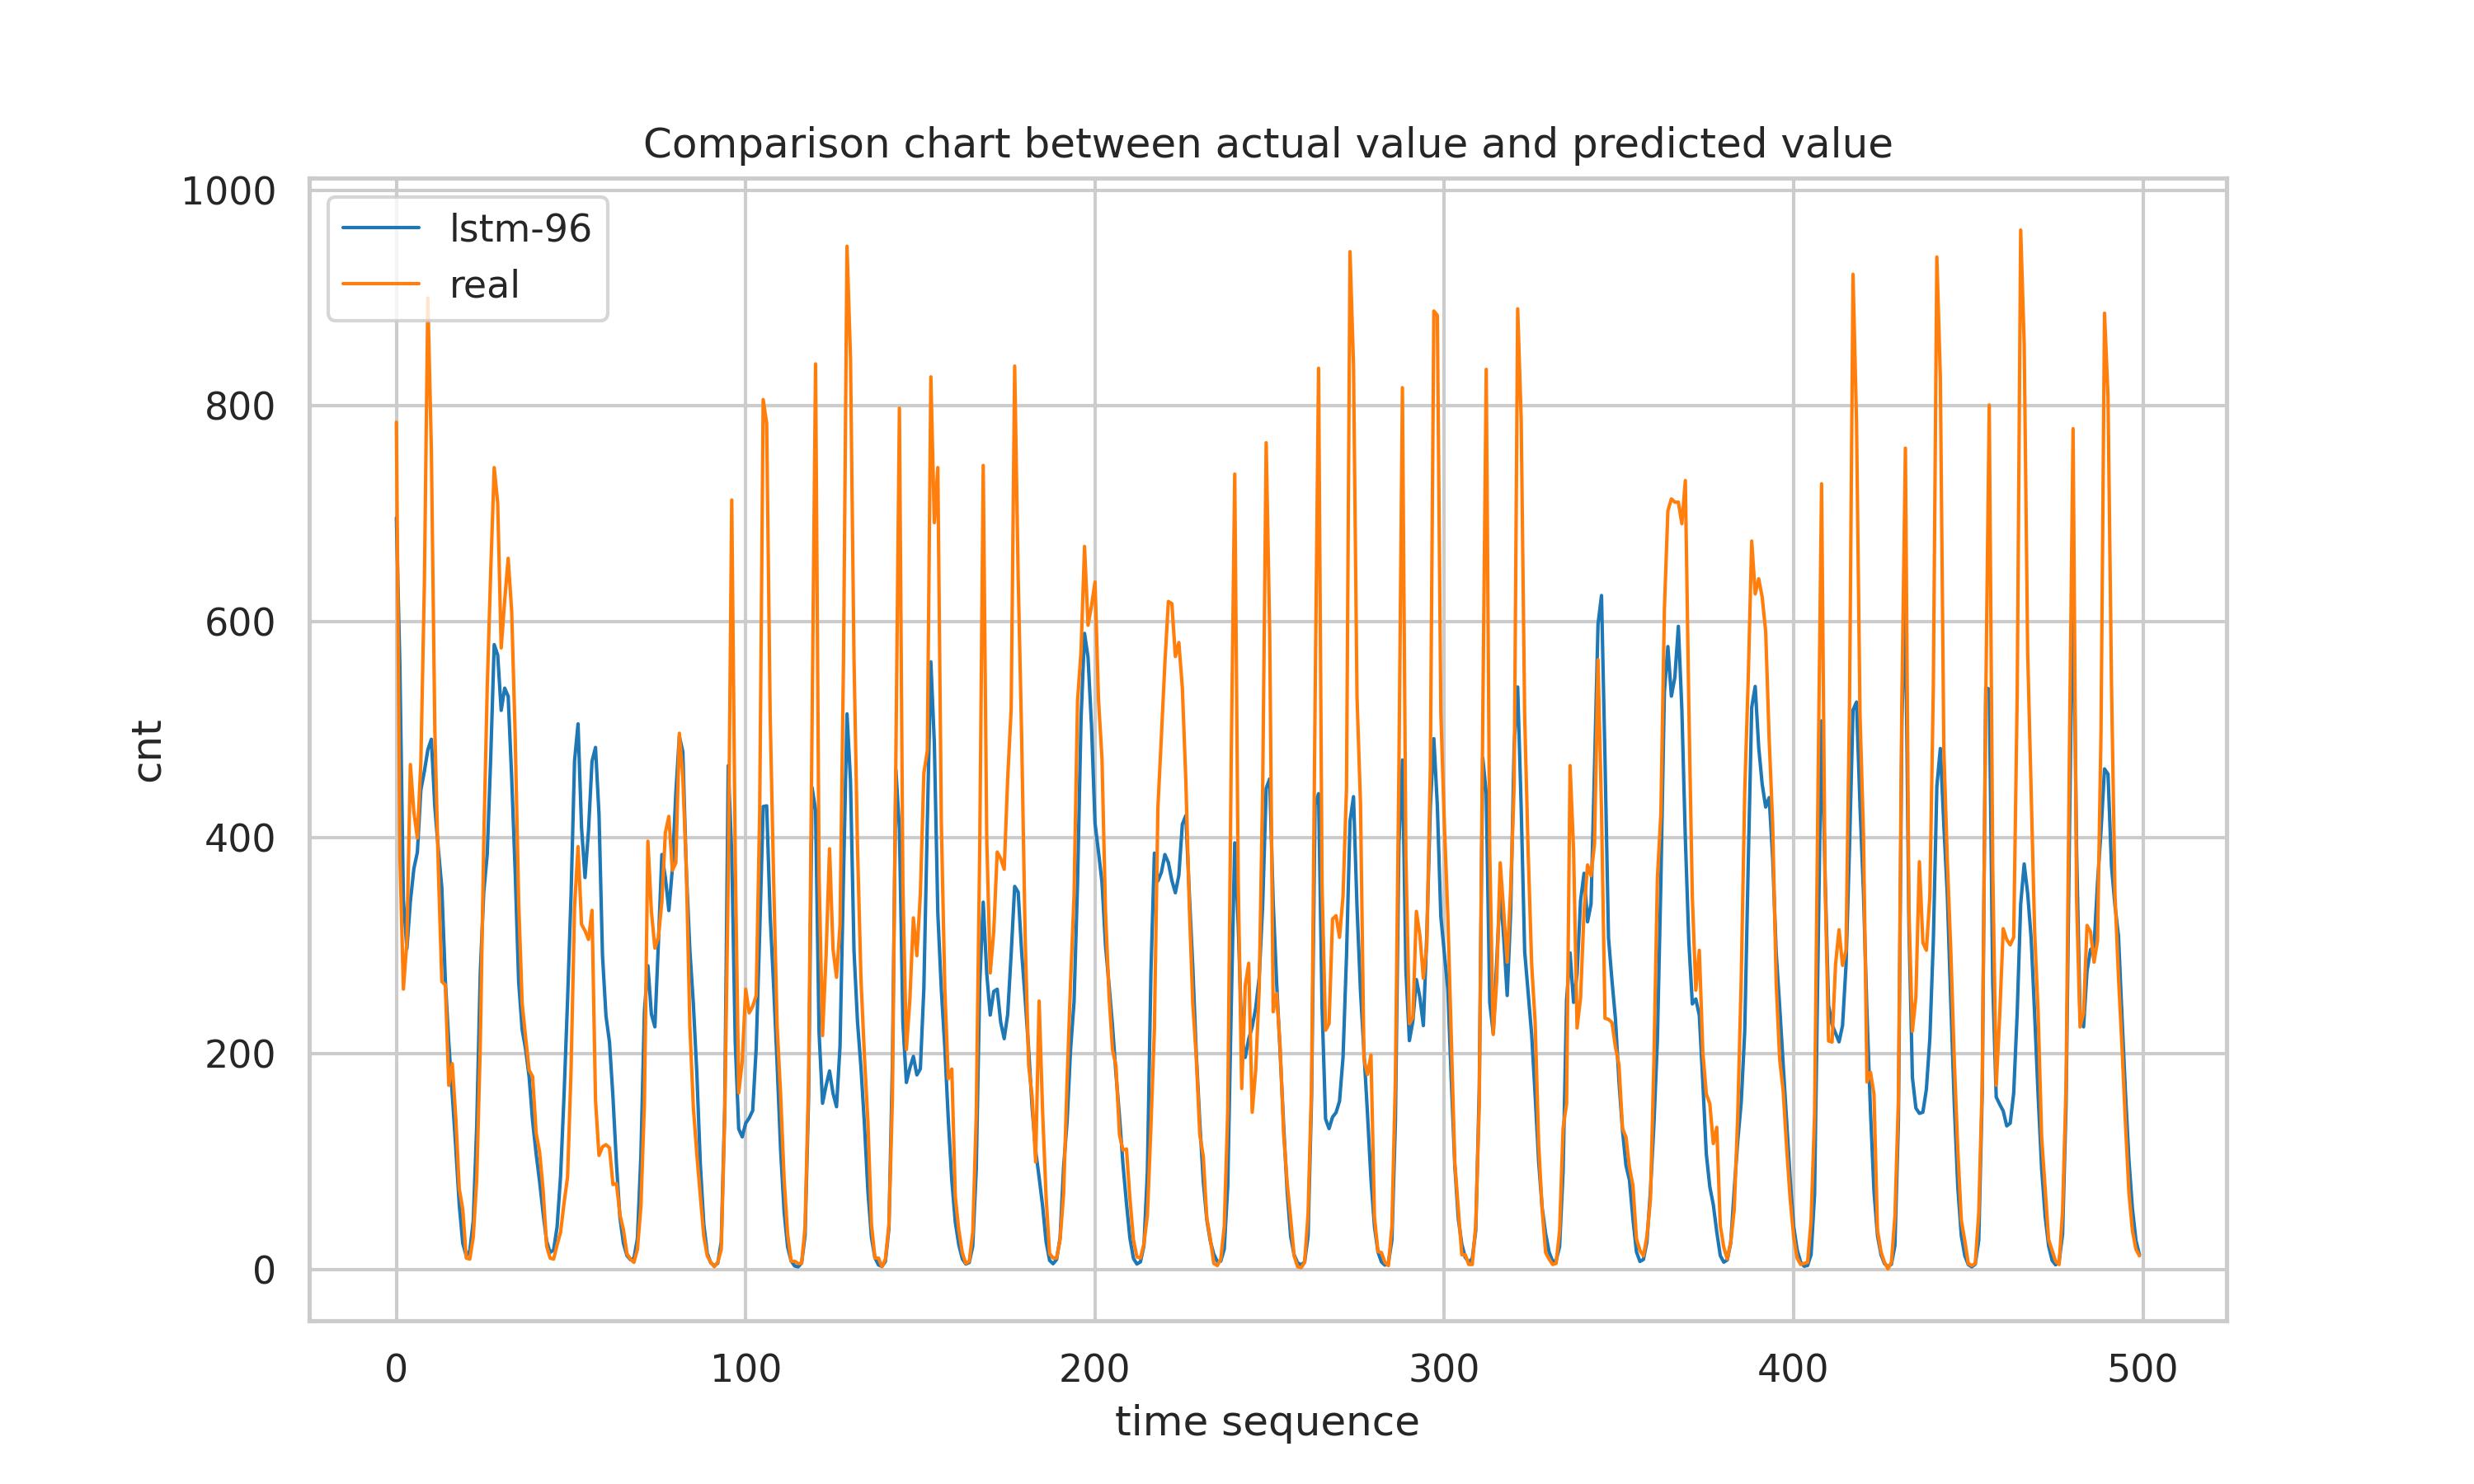 Comparison chart between actual value and predicted value
1000
800
600
400
200
0
cnt
lstm-96
real
0 100 200 300 400 500
time sequence